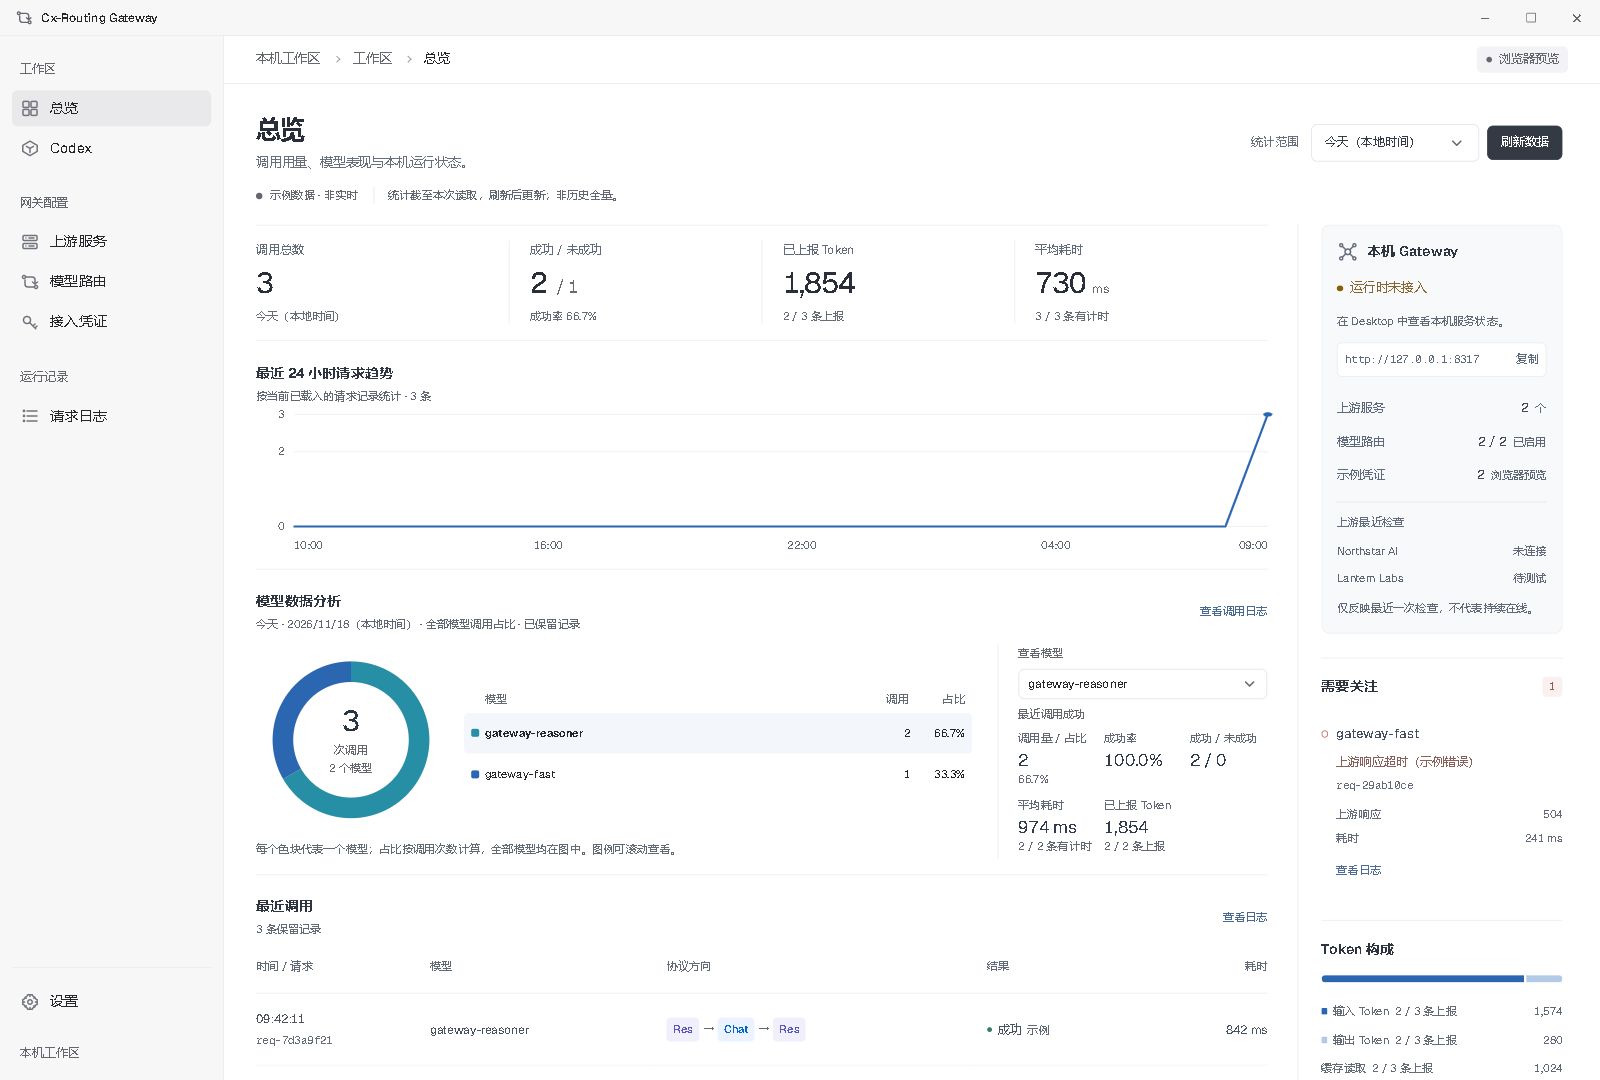 Cx-Routing Gateway
工作区
总览
Codex
网关配置
上游服务
模型路由
接入凭证
运行记录
请求日志
设置
本机工作区
本机工作区 › 工作区 › 总览
浏览器预览
总览
调用用量、模型表现与本机运行状态。
示例数据 · 非实时
统计截至本次读取，刷新后更新；非历史全量。
统计范围
今天（本地时间）
刷新数据
调用总数
3
今天（本地时间）
成功 / 未成功
2 / 1
成功率 66.7%
已上报 Token
1,854
2 / 3 条上报
平均耗时
730 ms
3 / 3 条有计时
最近 24 小时请求趋势
按当前已载入的请求记录统计 · 3 条
3
2
0
10:00 16:00 22:00 04:00 09:00
模型数据分析
今天 · 2026/11/18（本地时间） · 全部模型调用占比 · 已保留记录
查看调用日志
3
次调用
2 个模型
模型 调用 占比
gateway-reasoner 2 66.7%
gateway-fast 1 33.3%
每个色块代表一个模型；占比按调用次数计算，全部模型均在图中。图例可滚动查看。
查看模型
gateway-reasoner
最近调用成功
调用量 / 占比 成功率 成功 / 未成功
2 100.0% 2 / 0
66.7%
平均耗时 已上报 Token
974 ms 1,854
2 / 2 条有计时 2 / 2 条上报
最近调用
3 条保留记录
查看日志
时间 / 请求 模型 协议方向 结果 耗时
09:42:11
req-7d3a9f21
gateway-reasoner
Res → Chat → Res
成功 示例
842 ms
本机 Gateway
运行时未接入
在 Desktop 中查看本机服务状态。
http://127.0.0.1:8317 复制
上游服务 2 个
模型路由 2 / 2 已启用
示例凭证 2 浏览器预览
上游最近检查
Northstar AI 未连接
Lantern Labs 待测试
仅反映最近一次检查，不代表持续在线。
需要关注 1
gateway-fast
上游响应超时（示例错误）
req-29ab10ce
上游响应 504
耗时 241 ms
查看日志
Token 构成
输入 Token 2 / 3 条上报 1,574
输出 Token 2 / 3 条上报 280
缓存读取 2 / 3 条上报 1,024